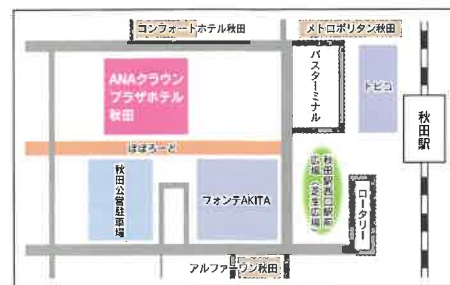 コンフォートホテル秋田
メトロポリタン秋田
ANAクラウン
プラザホテル
秋田
バスターミナル
トピコ
秋田駅
ぽぽろーど
秋田公営駐車場
フォンテAKITA
秋田駅西口駅前
広場(芝生広場)
ロータリー
アルファーワン秋田